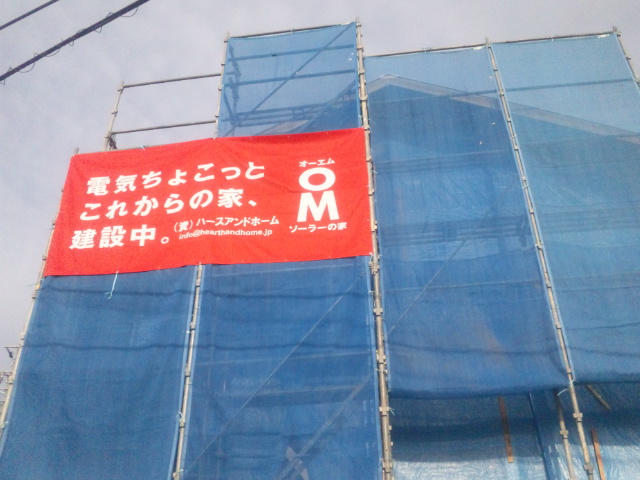 電気ちょこっと
これからの家、
建設中。
(資)ハースアンドホーム
info@hearthandhome.jp
オーエム
OM
ソーラーの家